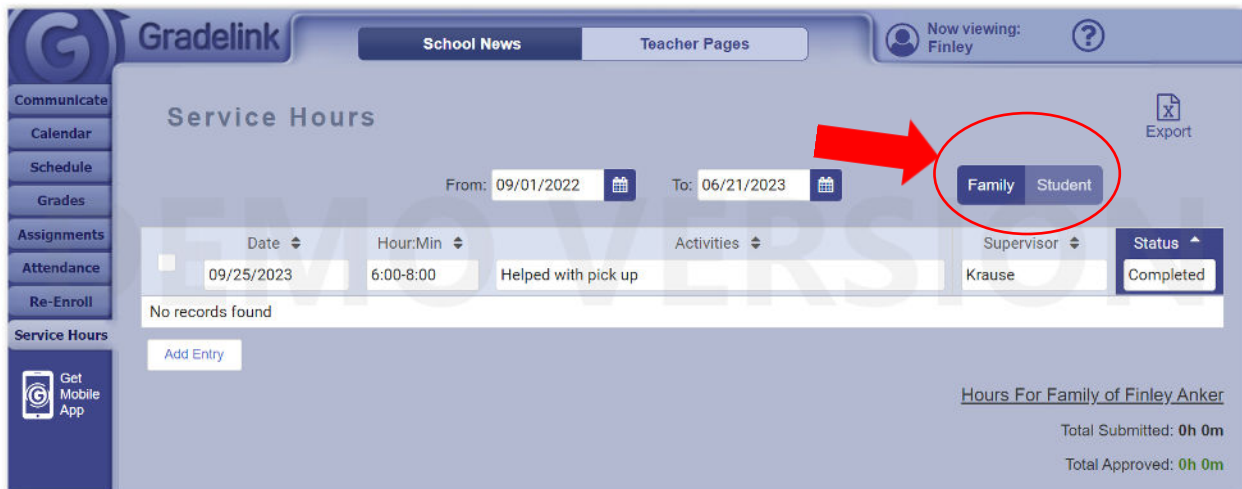 Gradelink
School News
Teacher Pages
Now viewing:
Finley
?
Communicate
Calendar
Schedule
Grades
Assignments
Attendance
Re-Enroll
Service Hours
Get
Mobile
App
Service Hours
X
Export
From: 09/01/2022 To: 06/21/2023
Family Student
DEMO VERSION
Date Hour:Min Activities Supervisor Status
09/25/2023 6:00-8:00 Helped with pick up Krause Completed
No records found
Add Entry
Hours For Family of Finley Anker
Total Submitted: 0h 0m
Total Approved: 0h 0m